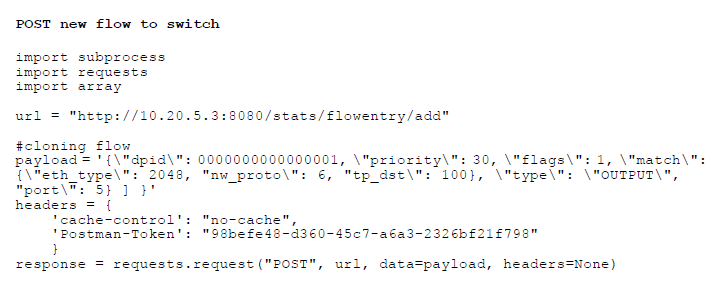 POST new flow to switch
import subprocess
import requests
import array
url = "http://10.20.5.3:8080/stats/flowentry/add"
#cloning flow
payload = '{\"dpid\": 0000000000000001, \"priority\": 30, \"flags\": 1, \"match\":
{\"eth_type\": 2048, "nw_proto\": 6, "tp_dst\": 100}, \"type\": \"OUTPUT\",
"port\": 5} ] }'
headers = {
    'cache-control': "no-cache",
    'Postman-Token': "98befe48-d360-45c7-a6a3-2326bf21f798"
    }
response = requests.request("POST", url, data=payload, headers=None)